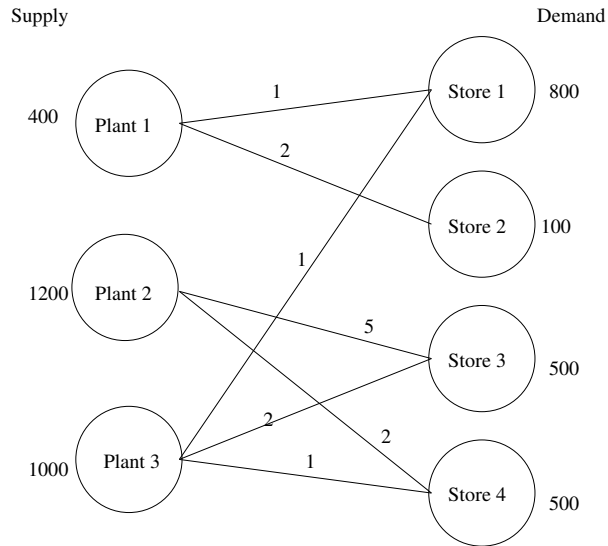 Supply Demand
1
Store 1 800
400 Plant 1
2
Store 2 100
1
1200 Plant 2
5
Store 3 500
2
2
1000 Plant 3
1
Store 4 500